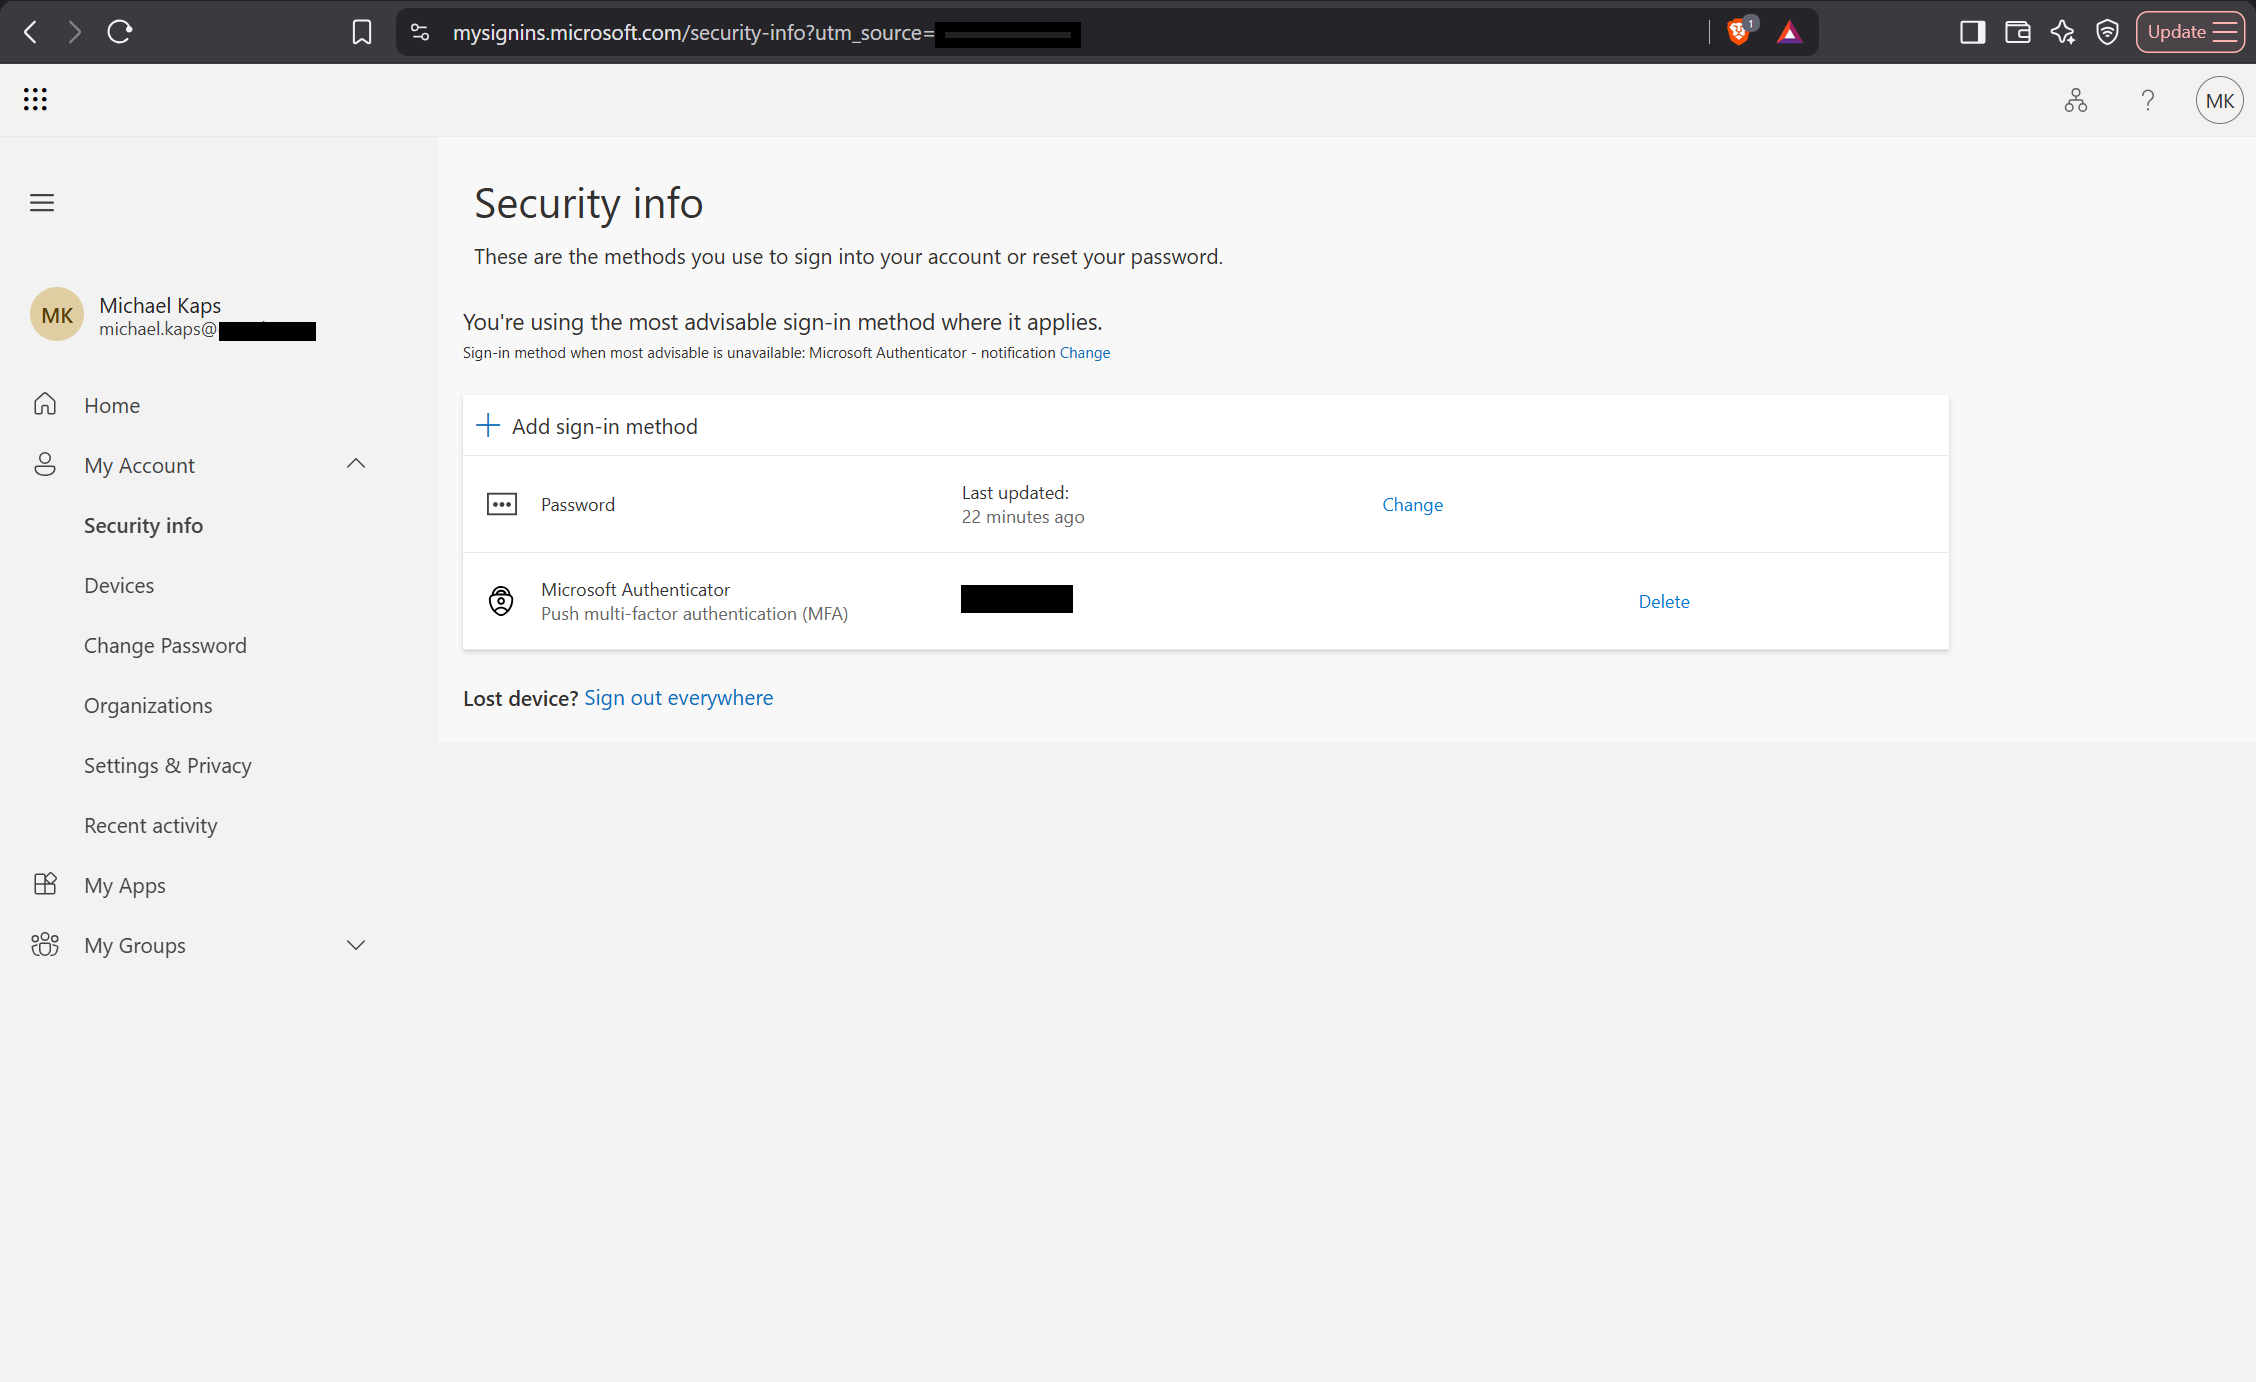 mysignins.microsoft.com/security-info?utm_source=
1
Update
MK
MK
Michael Kaps
michael.kaps@
Home
My Account
Security info
Devices
Change Password
Organizations
Settings & Privacy
Recent activity
My Apps
My Groups
Security info
These are the methods you use to sign into your account or reset your password.
You're using the most advisable sign-in method where it applies.
Sign-in method when most advisable is unavailable: Microsoft Authenticator - notification Change
Add sign-in method
Password
Last updated:
22 minutes ago
Change
Microsoft Authenticator
Push multi-factor authentication (MFA)
Delete
Lost device? Sign out everywhere